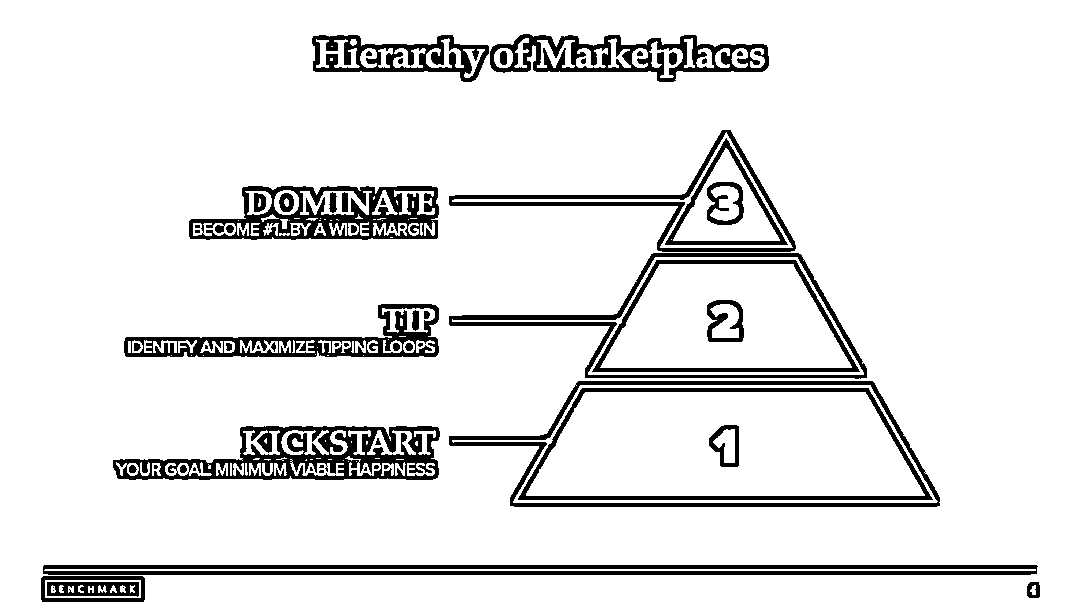 Hierarchy of Marketplaces
3
DOMINATE
BECOME #1...BY A WIDE MARGIN
2
TIP
IDENTIFY AND MAXIMIZE TIPPING LOOPS
1
KICKSTART
YOUR GOAL: MINIMUM VIABLE HAPPINESS
BENCHMARK